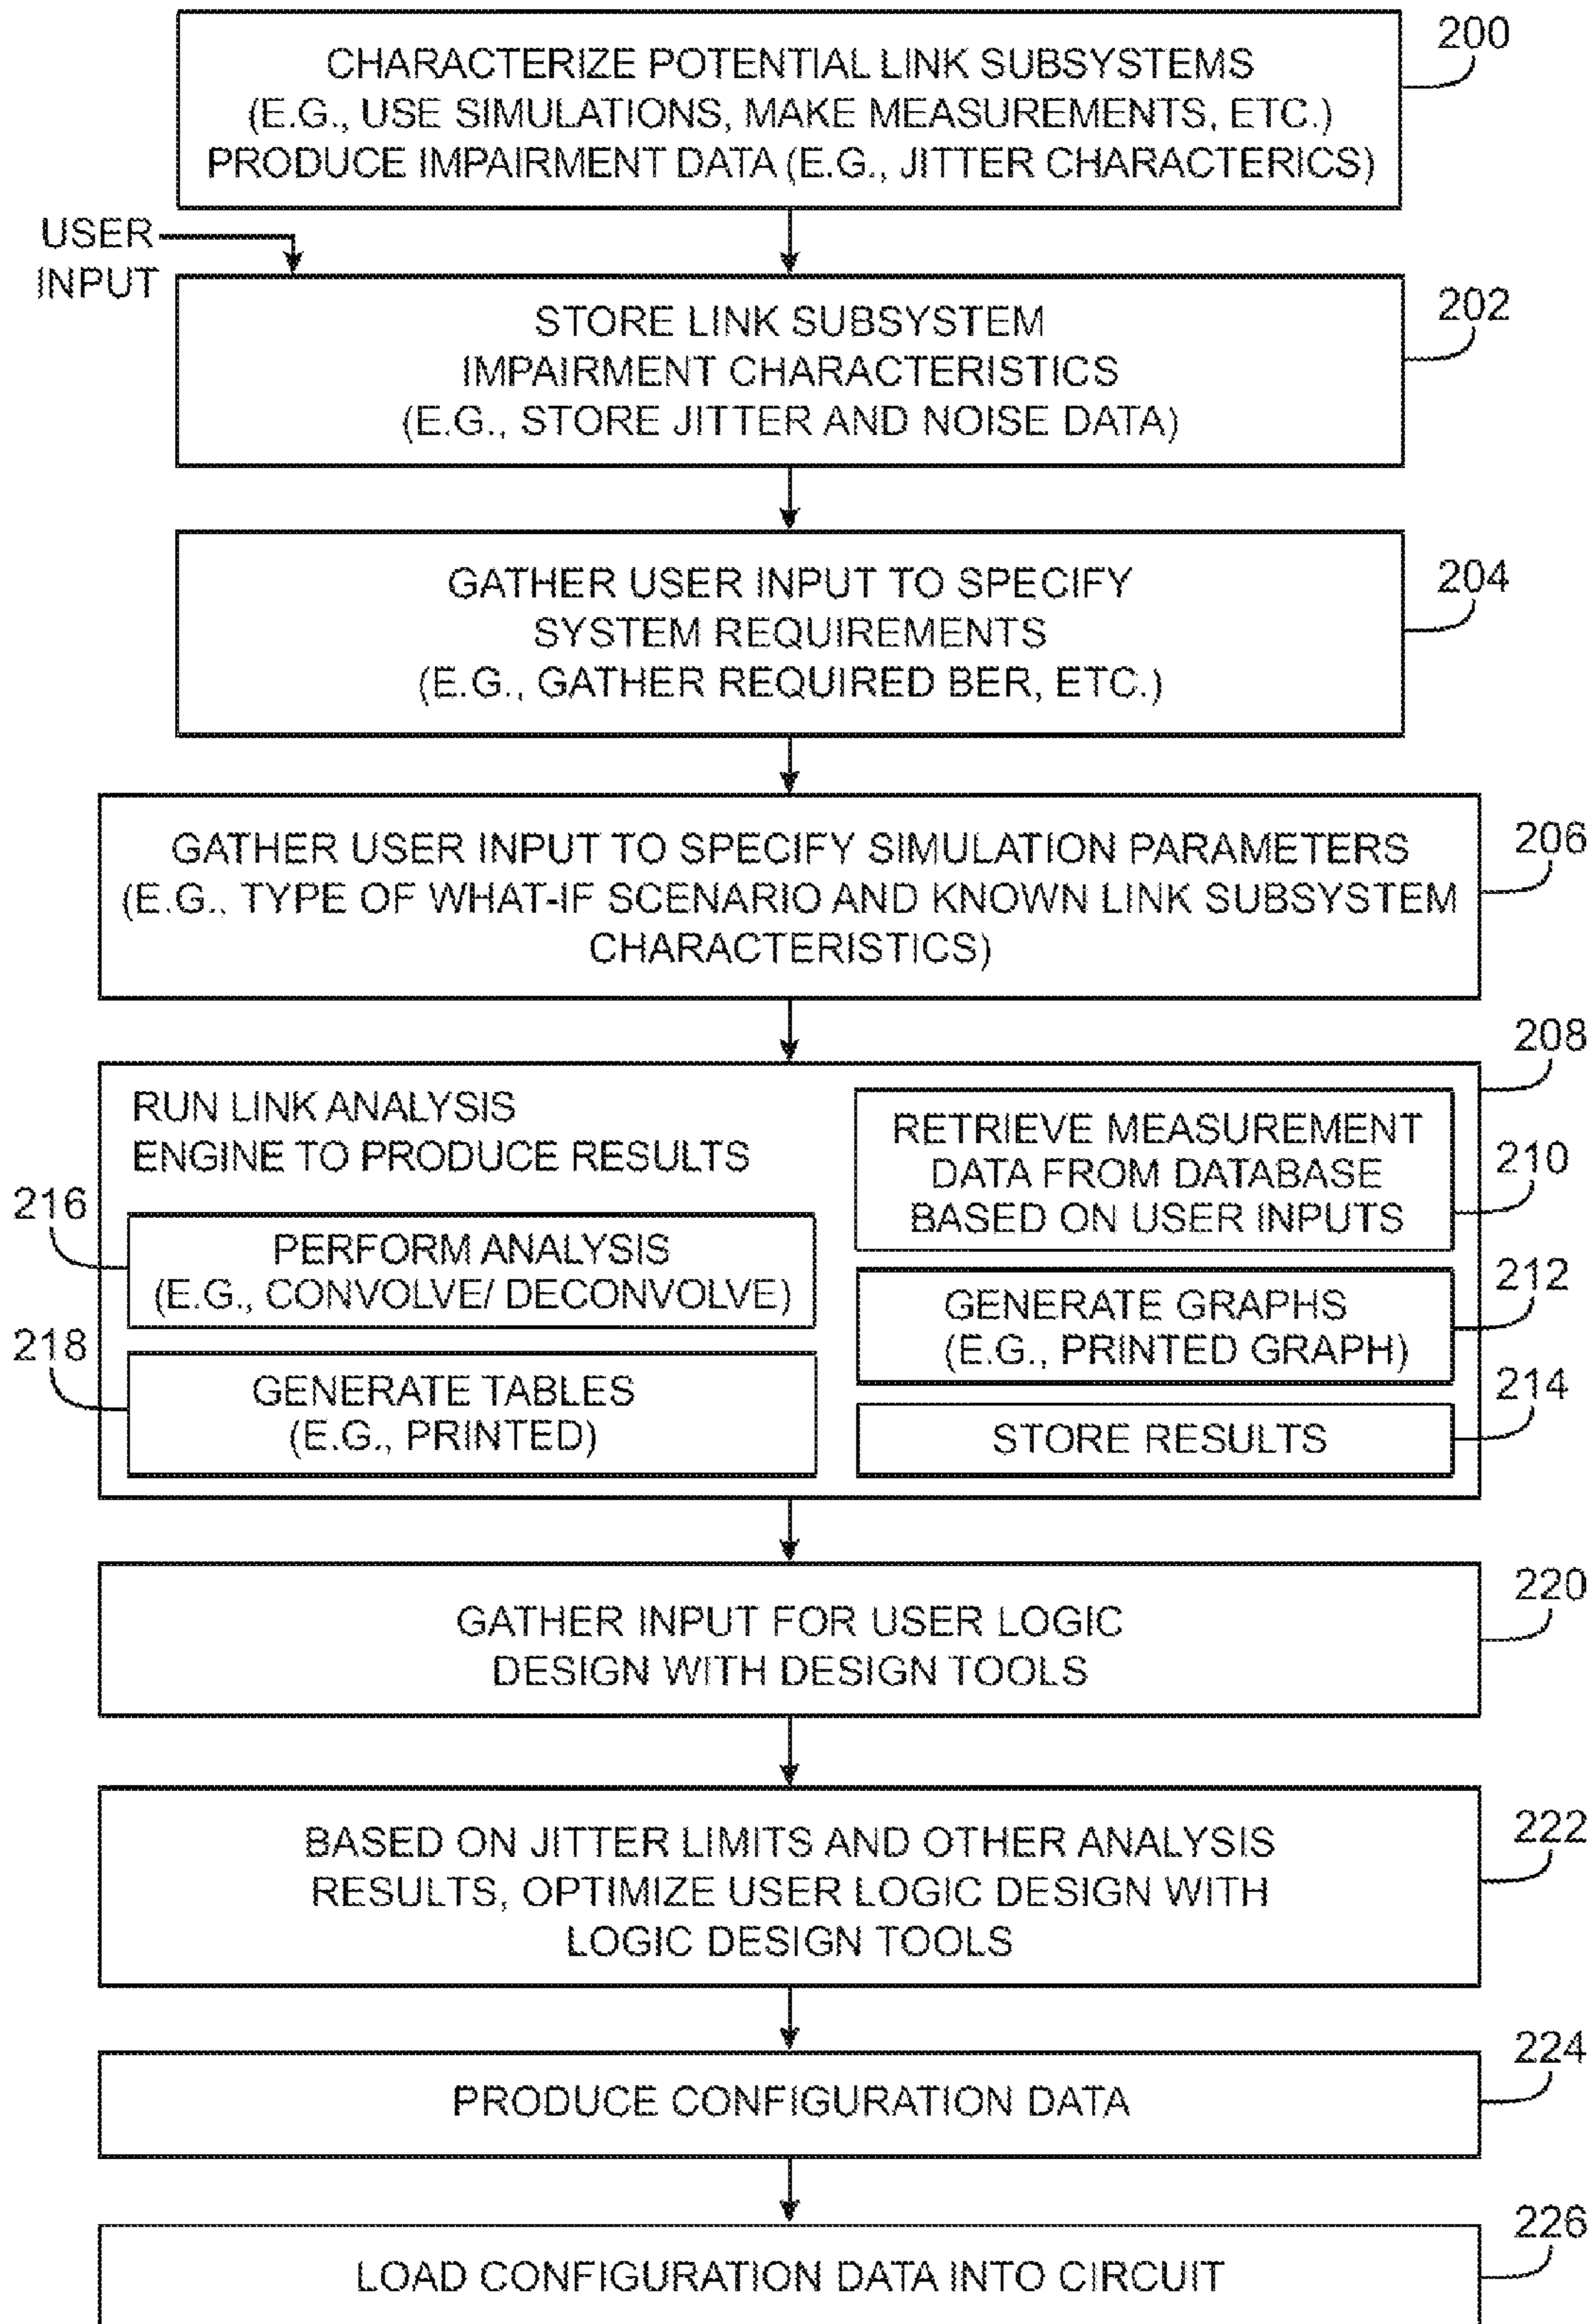 CHARACTERIZE POTENTIAL LINK SUBSYSTEMS
(E.G., USE SIMULATIONS, MAKE MEASUREMENTS, ETC.)
PRODUCE IMPAIRMENT DATA (E.G., JITTER CHARACTERICS)
200
USER
INPUT
STORE LINK SUBSYSTEM
IMPAIRMENT CHARACTERISTICS
(E.G., STORE JITTER AND NOISE DATA)
202
GATHER USER INPUT TO SPECIFY
SYSTEM REQUIREMENTS
(E.G., GATHER REQUIRED BER, ETC.)
204
GATHER USER INPUT TO SPECIFY SIMULATION PARAMETERS
(E.G., TYPE OF WHAT-IF SCENARIO AND KNOWN LINK SUBSYSTEM
CHARACTERISTICS)
206
208
RUN LINK ANALYSIS
ENGINE TO PRODUCE RESULTS
RETRIEVE MEASUREMENT
DATA FROM DATABASE
BASED ON USER INPUTS
210
216
PERFORM ANALYSIS
(E.G., CONVOLVE/ DECONVOLVE)
GENERATE GRAPHS
(E.G., PRINTED GRAPH)
212
218
GENERATE TABLES
(E.G., PRINTED)
STORE RESULTS
214
GATHER INPUT FOR USER LOGIC
DESIGN WITH DESIGN TOOLS
220
BASED ON JITTER LIMITS AND OTHER ANALYSIS
RESULTS, OPTIMIZE USER LOGIC DESIGN WITH
LOGIC DESIGN TOOLS
222
PRODUCE CONFIGURATION DATA
224
LOAD CONFIGURATION DATA INTO CIRCUIT
226